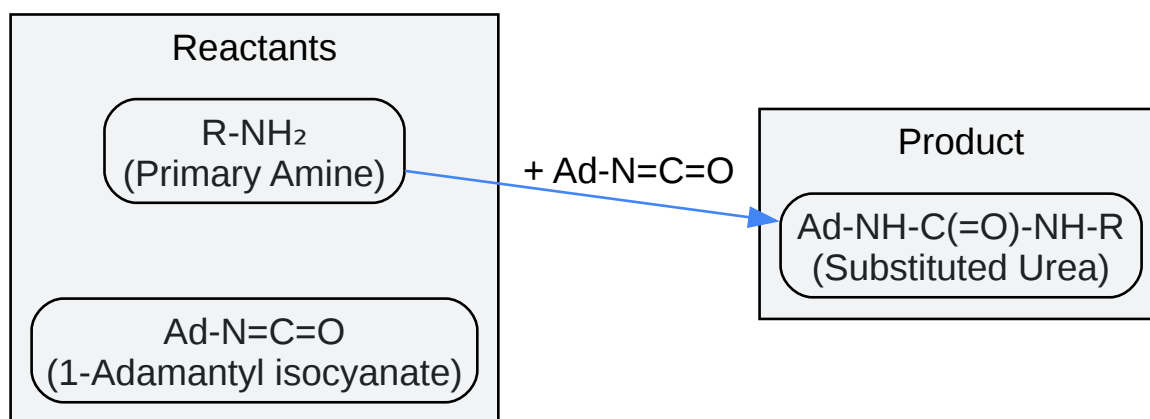 Reactants
R-NH₂
(Primary Amine)
+ Ad-N=C=O
Ad-N=C=O
(1-Adamantyl isocyanate)
Product
Ad-NH-C(=O)-NH-R
(Substituted Urea)